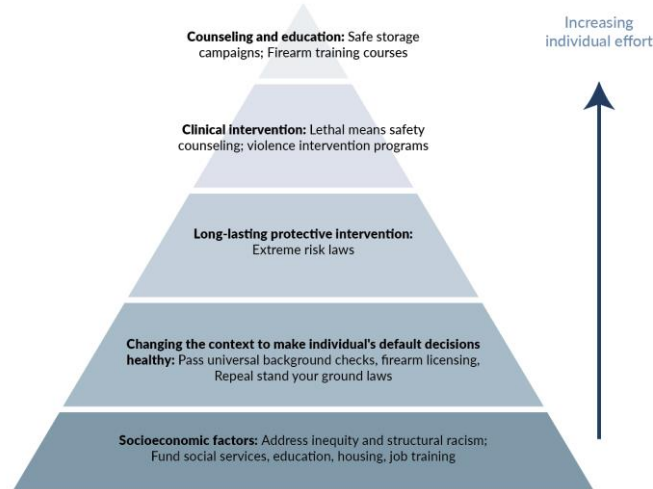 Counseling and education: Safe storage
campaigns; Firearm training courses
Increasing
individual effort
Clinical intervention: Lethal means safety
counseling; violence intervention programs
Long-lasting protective intervention:
Extreme risk laws
Changing the context to make individual's default decisions
healthy: Pass universal background checks, firearm licensing,
Repeal stand your ground laws
Socioeconomic factors: Address inequity and structural racism;
Fund social services, education, housing, job training